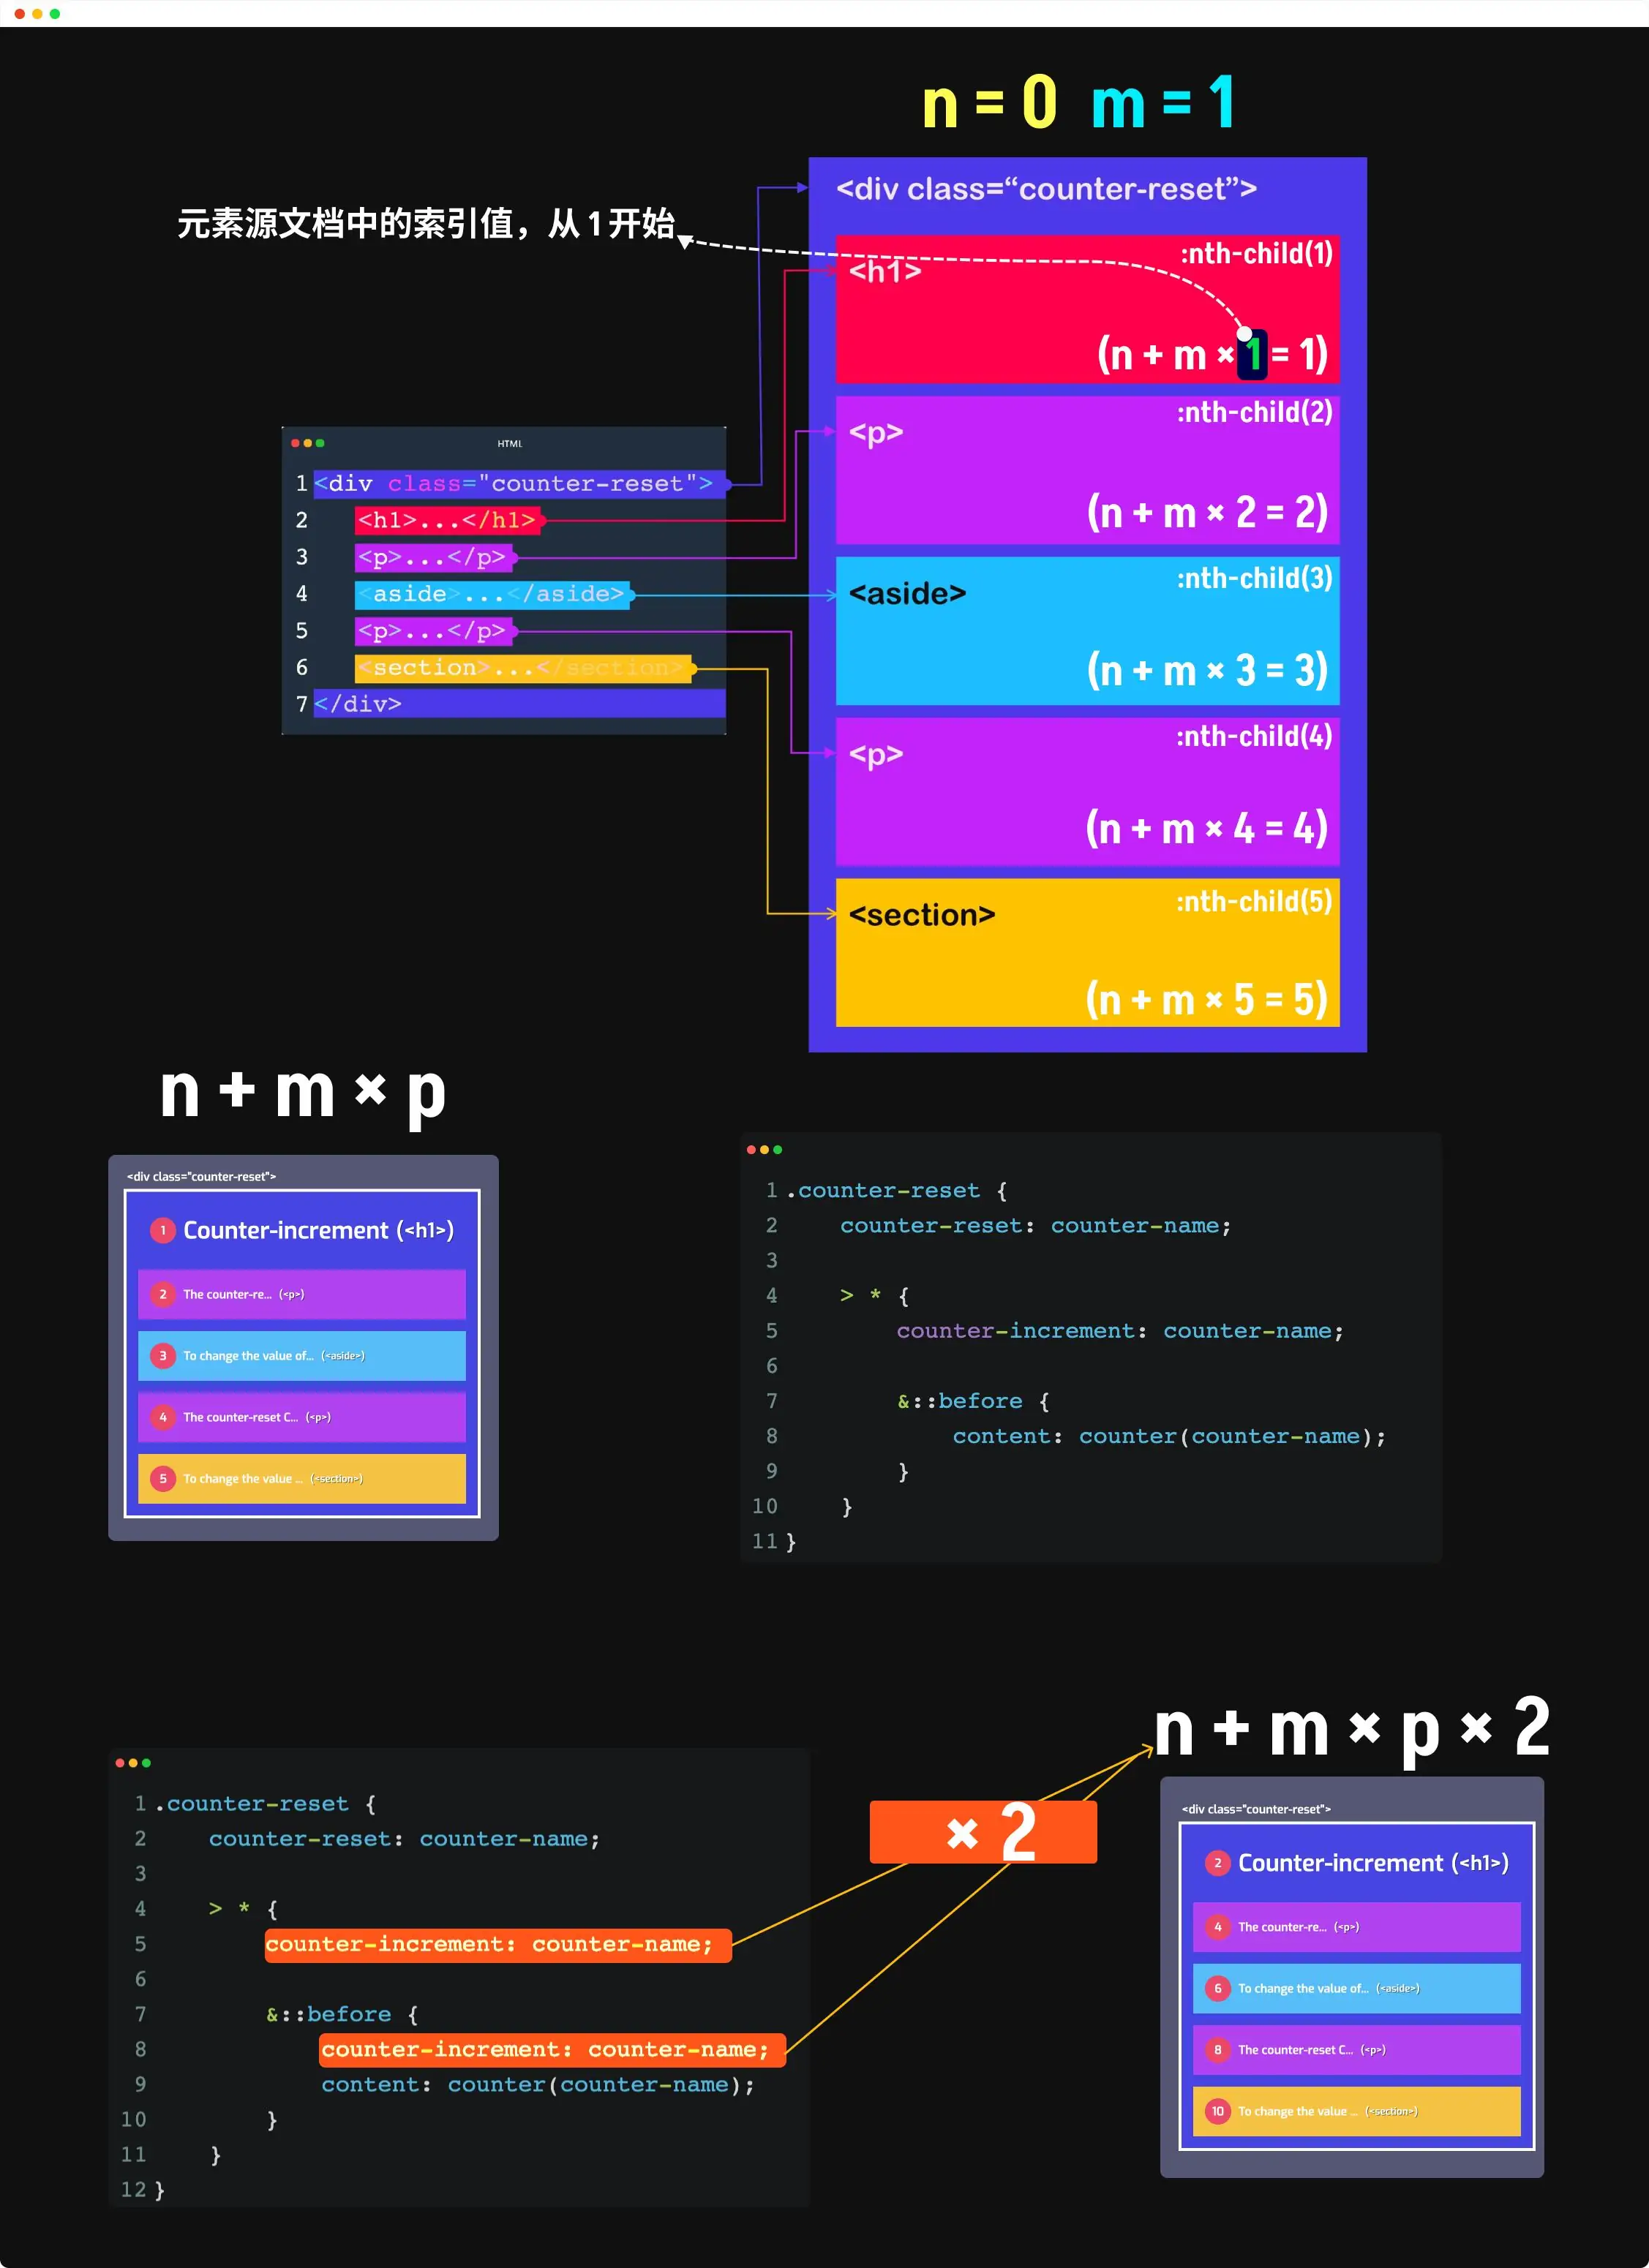 n = 0 m = 1
<div class=“counter-reset”>
元素源文档中的索引值，从 1 开始
:nth-child(1)
<h1>
(n + m × 1 = 1)
:nth-child(2)
<p>
(n + m × 2 = 2)
:nth-child(3)
<aside>
(n + m × 3 = 3)
:nth-child(4)
<p>
(n + m × 4 = 4)
:nth-child(5)
<section>
(n + m × 5 = 5)
HTML
1 <div class="counter-reset">
2 <h1>...</h1>
3 <p>...</p>
4 <aside>...</aside>
5 <p>...</p>
6 <section>...</section>
7 </div>
n + m × p
<div class="counter-reset">
1 Counter-increment (<h1>)
2 The counter-re... (<p>)
3 To change the value of... (<aside>)
4 The counter-reset C... (<p>)
5 To change the value ... (<section>)
1 .counter-reset {
2 counter-reset: counter-name;
3
4 > * {
5 counter-increment: counter-name;
6
7 &::before {
8 content: counter(counter-name);
9 }
10 }
11 }
n + m × p × 2
× 2
1 .counter-reset {
2 counter-reset: counter-name;
3
4 > * {
5 counter-increment: counter-name;
6
7 &::before {
8 counter-increment: counter-name;
9 content: counter(counter-name);
10 }
11 }
12 }
<div class="counter-reset">
2 Counter-increment (<h1>)
4 The counter-re... (<p>)
6 To change the value of... (<aside>)
8 The counter-reset C... (<p>)
10 To change the value ... (<section>)